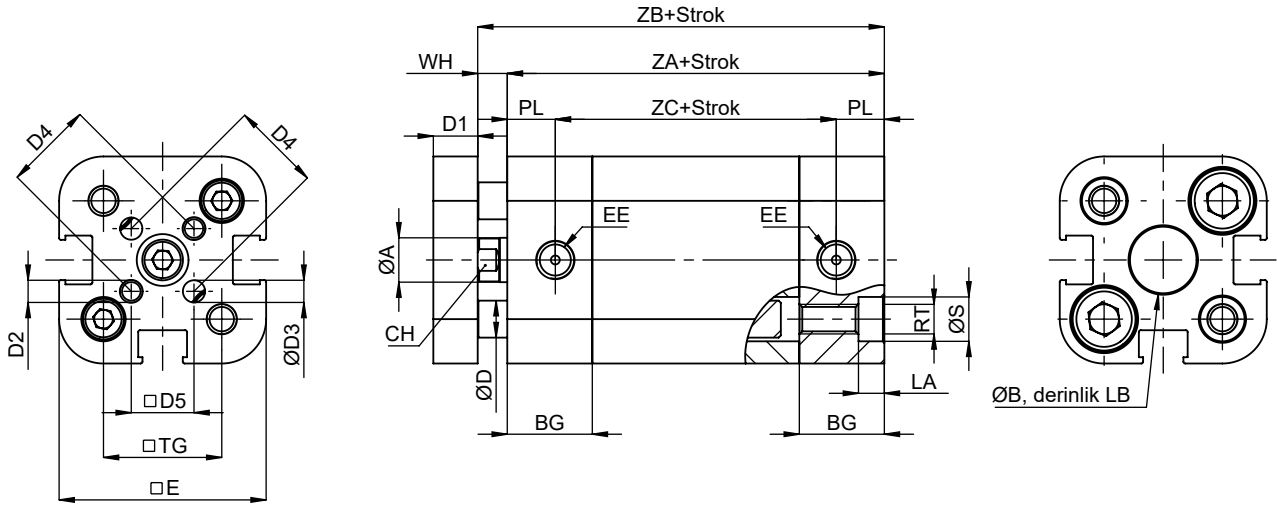 ZB+Strok
WH
ZA+Strok
PL
ZC+Strok
PL
D1
D4
D4
EE
EE
ØA
CH
ØD
RT
ØS
LA
BG
BG
D2
ØD3
□D5
□TG
□E
ØB, derinlik LB